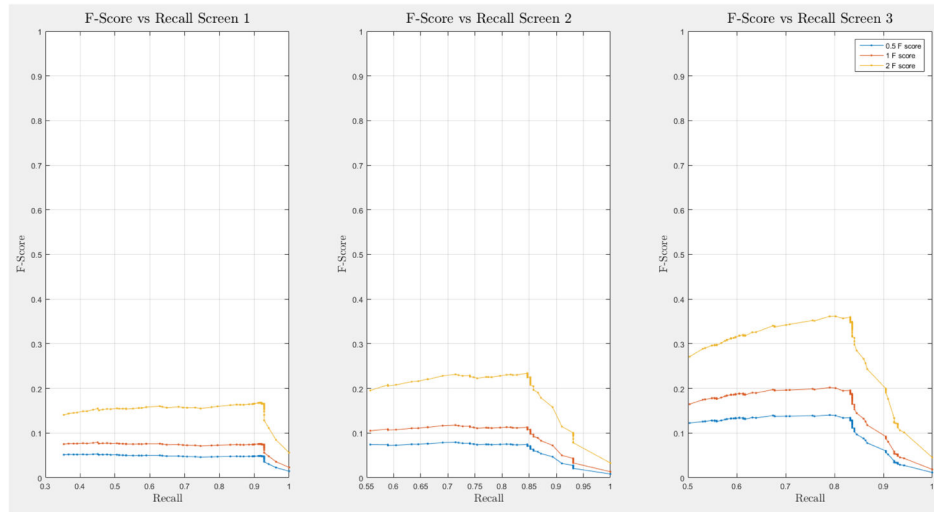 F-Score vs Recall Screen 1
F-Score
1
0.9
0.8
0.7
0.6
0.5
0.4
0.3
0.2
0.1
0
0.3 0.4 0.5 0.6 0.7 0.8 0.9 1
Recall
F-Score vs Recall Screen 2
F-Score
1
0.9
0.8
0.7
0.6
0.5
0.4
0.3
0.2
0.1
0
0.55 0.6 0.65 0.7 0.75 0.8 0.85 0.9 0.95 1
Recall
F-Score vs Recall Screen 3
0.5 F score
1 F score
2 F score
F-Score
1
0.9
0.8
0.7
0.6
0.5
0.4
0.3
0.2
0.1
0
0.5 0.6 0.7 0.8 0.9 1
Recall